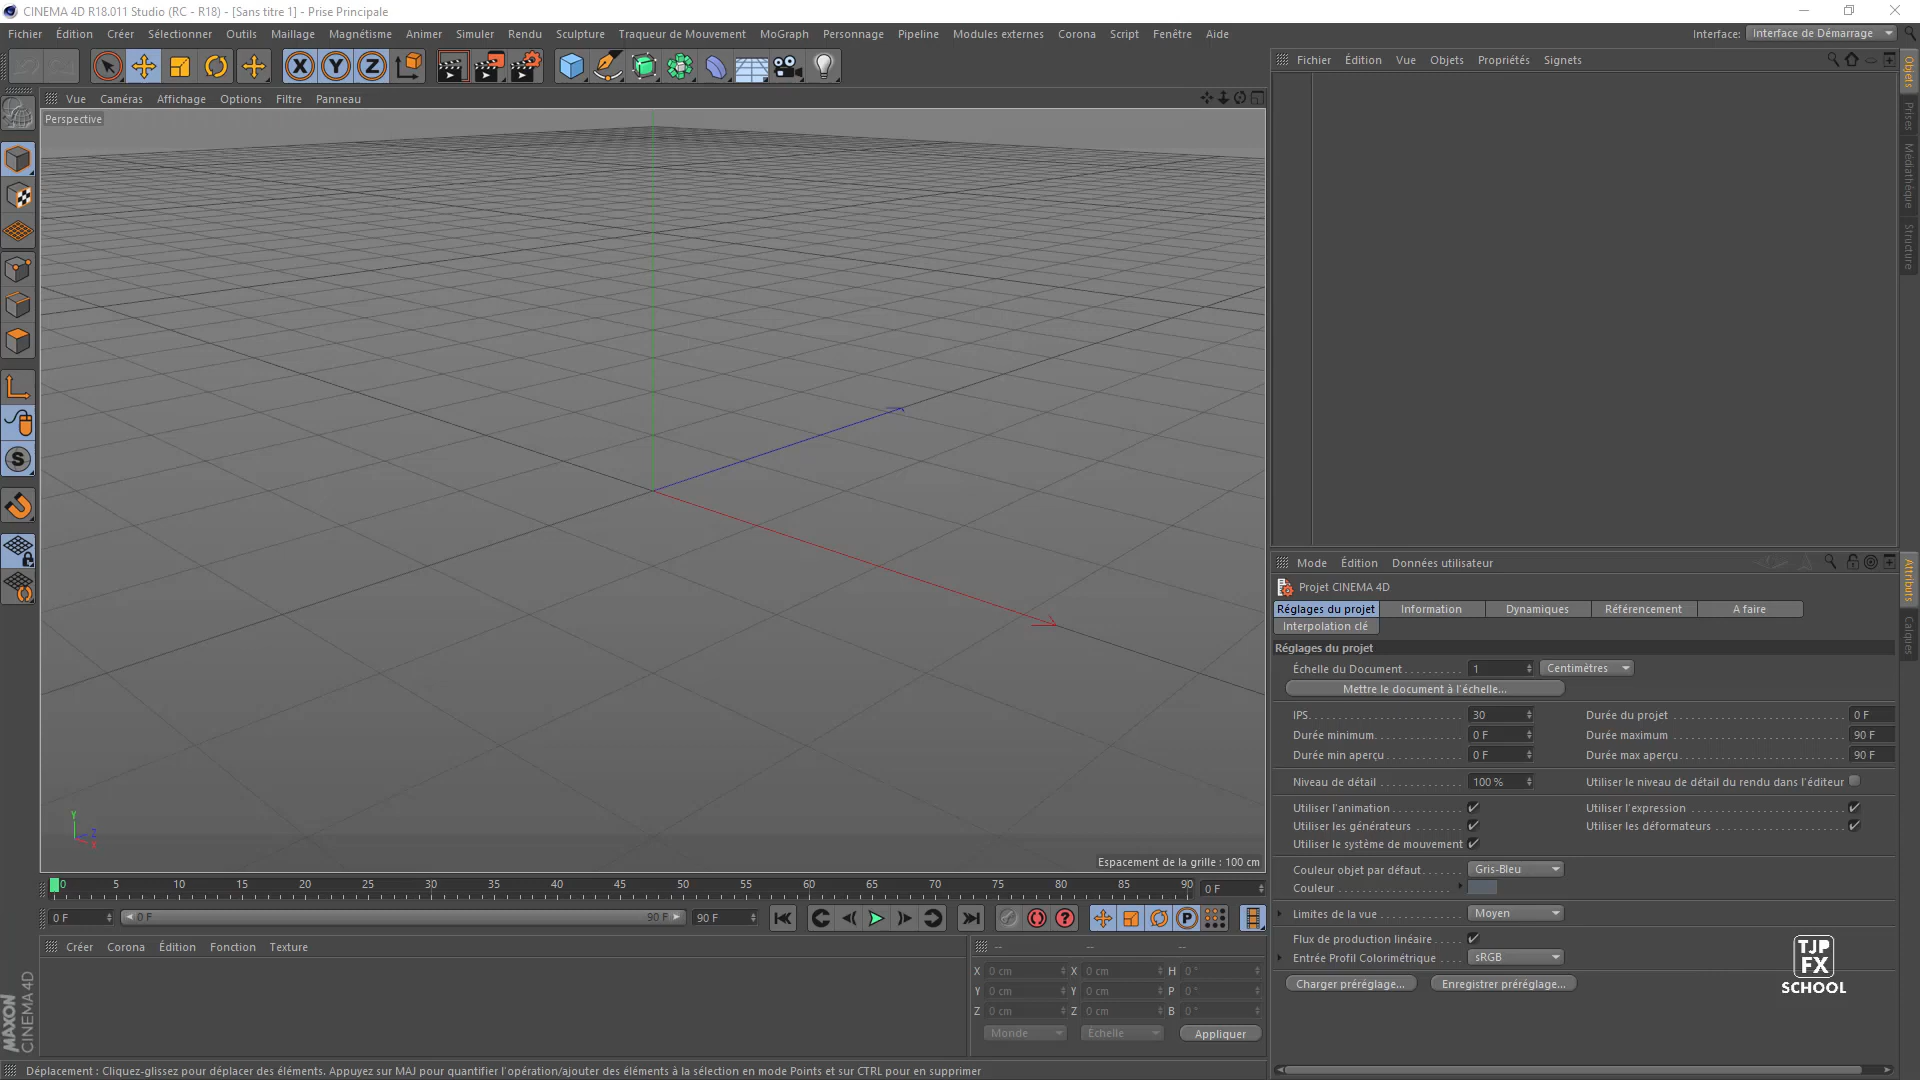 CINEMA 4D R18.011 Studio (RC - R18) - [Sans titre 1] - Prise Principale
Fichier Édition Créer Sélectionner Outils Maillage Magnétisme Animer Simuler Rendu Sculpture Traqueur de Mouvement MoGraph Personnage Pipeline Modules externes Corona Script Fenêtre Aide
Interface: Interface de Démarrage
X Y Z
Fichier Édition Vue Objets Propriétés Signets
Objets
Prises
Médiathèque
Structure
Vue Caméras Affichage Options Filtre Panneau
Perspective
S
Y
Z
X
Espacement de la grille : 100 cm
Mode Édition Données utilisateur
Attributs
Calques
Projet CINEMA 4D
Réglages du projet Information Dynamiques Référencement A faire
Interpolation clé
Réglages du projet
Échelle du Document 1 Centimètres
Mettre le document à l'échelle...
IPS 30 Durée du projet 0 F
Durée minimum 0 F Durée maximum 90 F
Durée min aperçu 0 F Durée max aperçu 90 F
Niveau de détail 100 % Utiliser le niveau de détail du rendu dans l'éditeur
Utiliser l'animation Utiliser l'expression
Utiliser les générateurs Utiliser les déformateurs
Utiliser le système de mouvement
Couleur objet par défaut Gris-Bleu
Couleur
Limites de la vue Moyen
Flux de production linéaire
Entrée Profil Colorimétrique sRGB
Charger préréglage... Enregistrer préréglage...
TJP
FX
SCHOOL
0 5 10 15 20 25 30 35 40 45 50 55 60 65 70 75 80 85 90 0 F
0 F 0 F 90 F 90 F ? P
Créer Corona Édition Fonction Texture
-- -- --
X 0 cm X 0 cm H 0 °
Y 0 cm Y 0 cm P 0 °
Z 0 cm Z 0 cm B 0 °
Monde Échelle Appliquer
MAXON
CINEMA 4D
Déplacement : Cliquez-glissez pour déplacer des éléments. Appuyez sur MAJ pour quantifier l'opération/ajouter des éléments à la sélection en mode Points et sur CTRL pour en supprimer